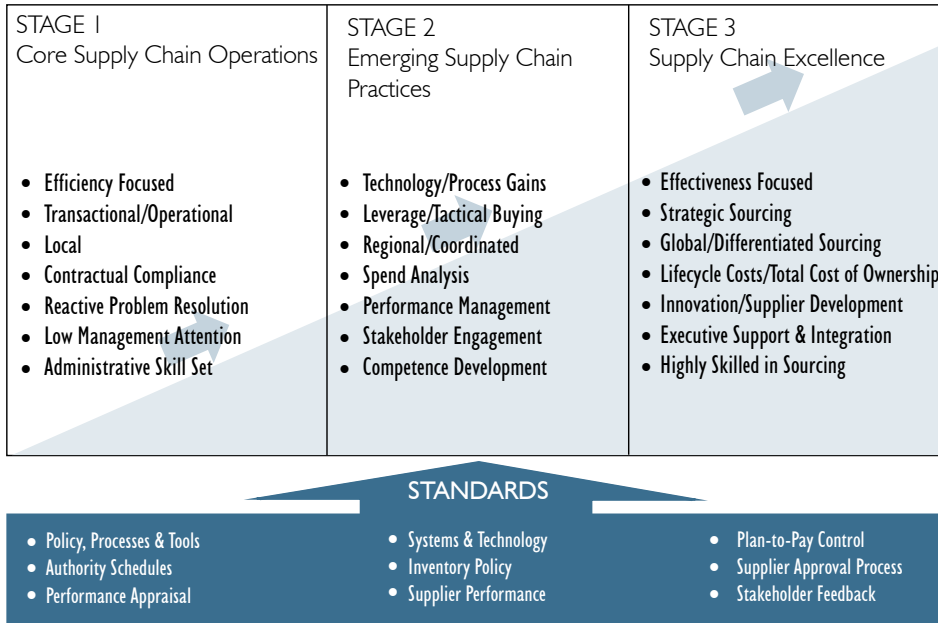 STAGE 1
Core Supply Chain Operations
• Efficiency Focused
• Transactional/Operational
• Local
• Contractual Compliance
• Reactive Problem Resolution
• Low Management Attention
• Administrative Skill Set
STAGE 2
Emerging Supply Chain
Practices
• Technology/Process Gains
• Leverage/Tactical Buying
• Regional/Coordinated
• Spend Analysis
• Performance Management
• Stakeholder Engagement
• Competence Development
STAGE 3
Supply Chain Excellence
• Effectiveness Focused
• Strategic Sourcing
• Global/Differentiated Sourcing
• Lifecycle Costs/Total Cost of Ownership
• Innovation/Supplier Development
• Executive Support & Integration
• Highly Skilled in Sourcing
STANDARDS
• Policy, Processes & Tools
• Authority Schedules
• Performance Appraisal
• Systems & Technology
• Inventory Policy
• Supplier Performance
• Plan-to-Pay Control
• Supplier Approval Process
• Stakeholder Feedback